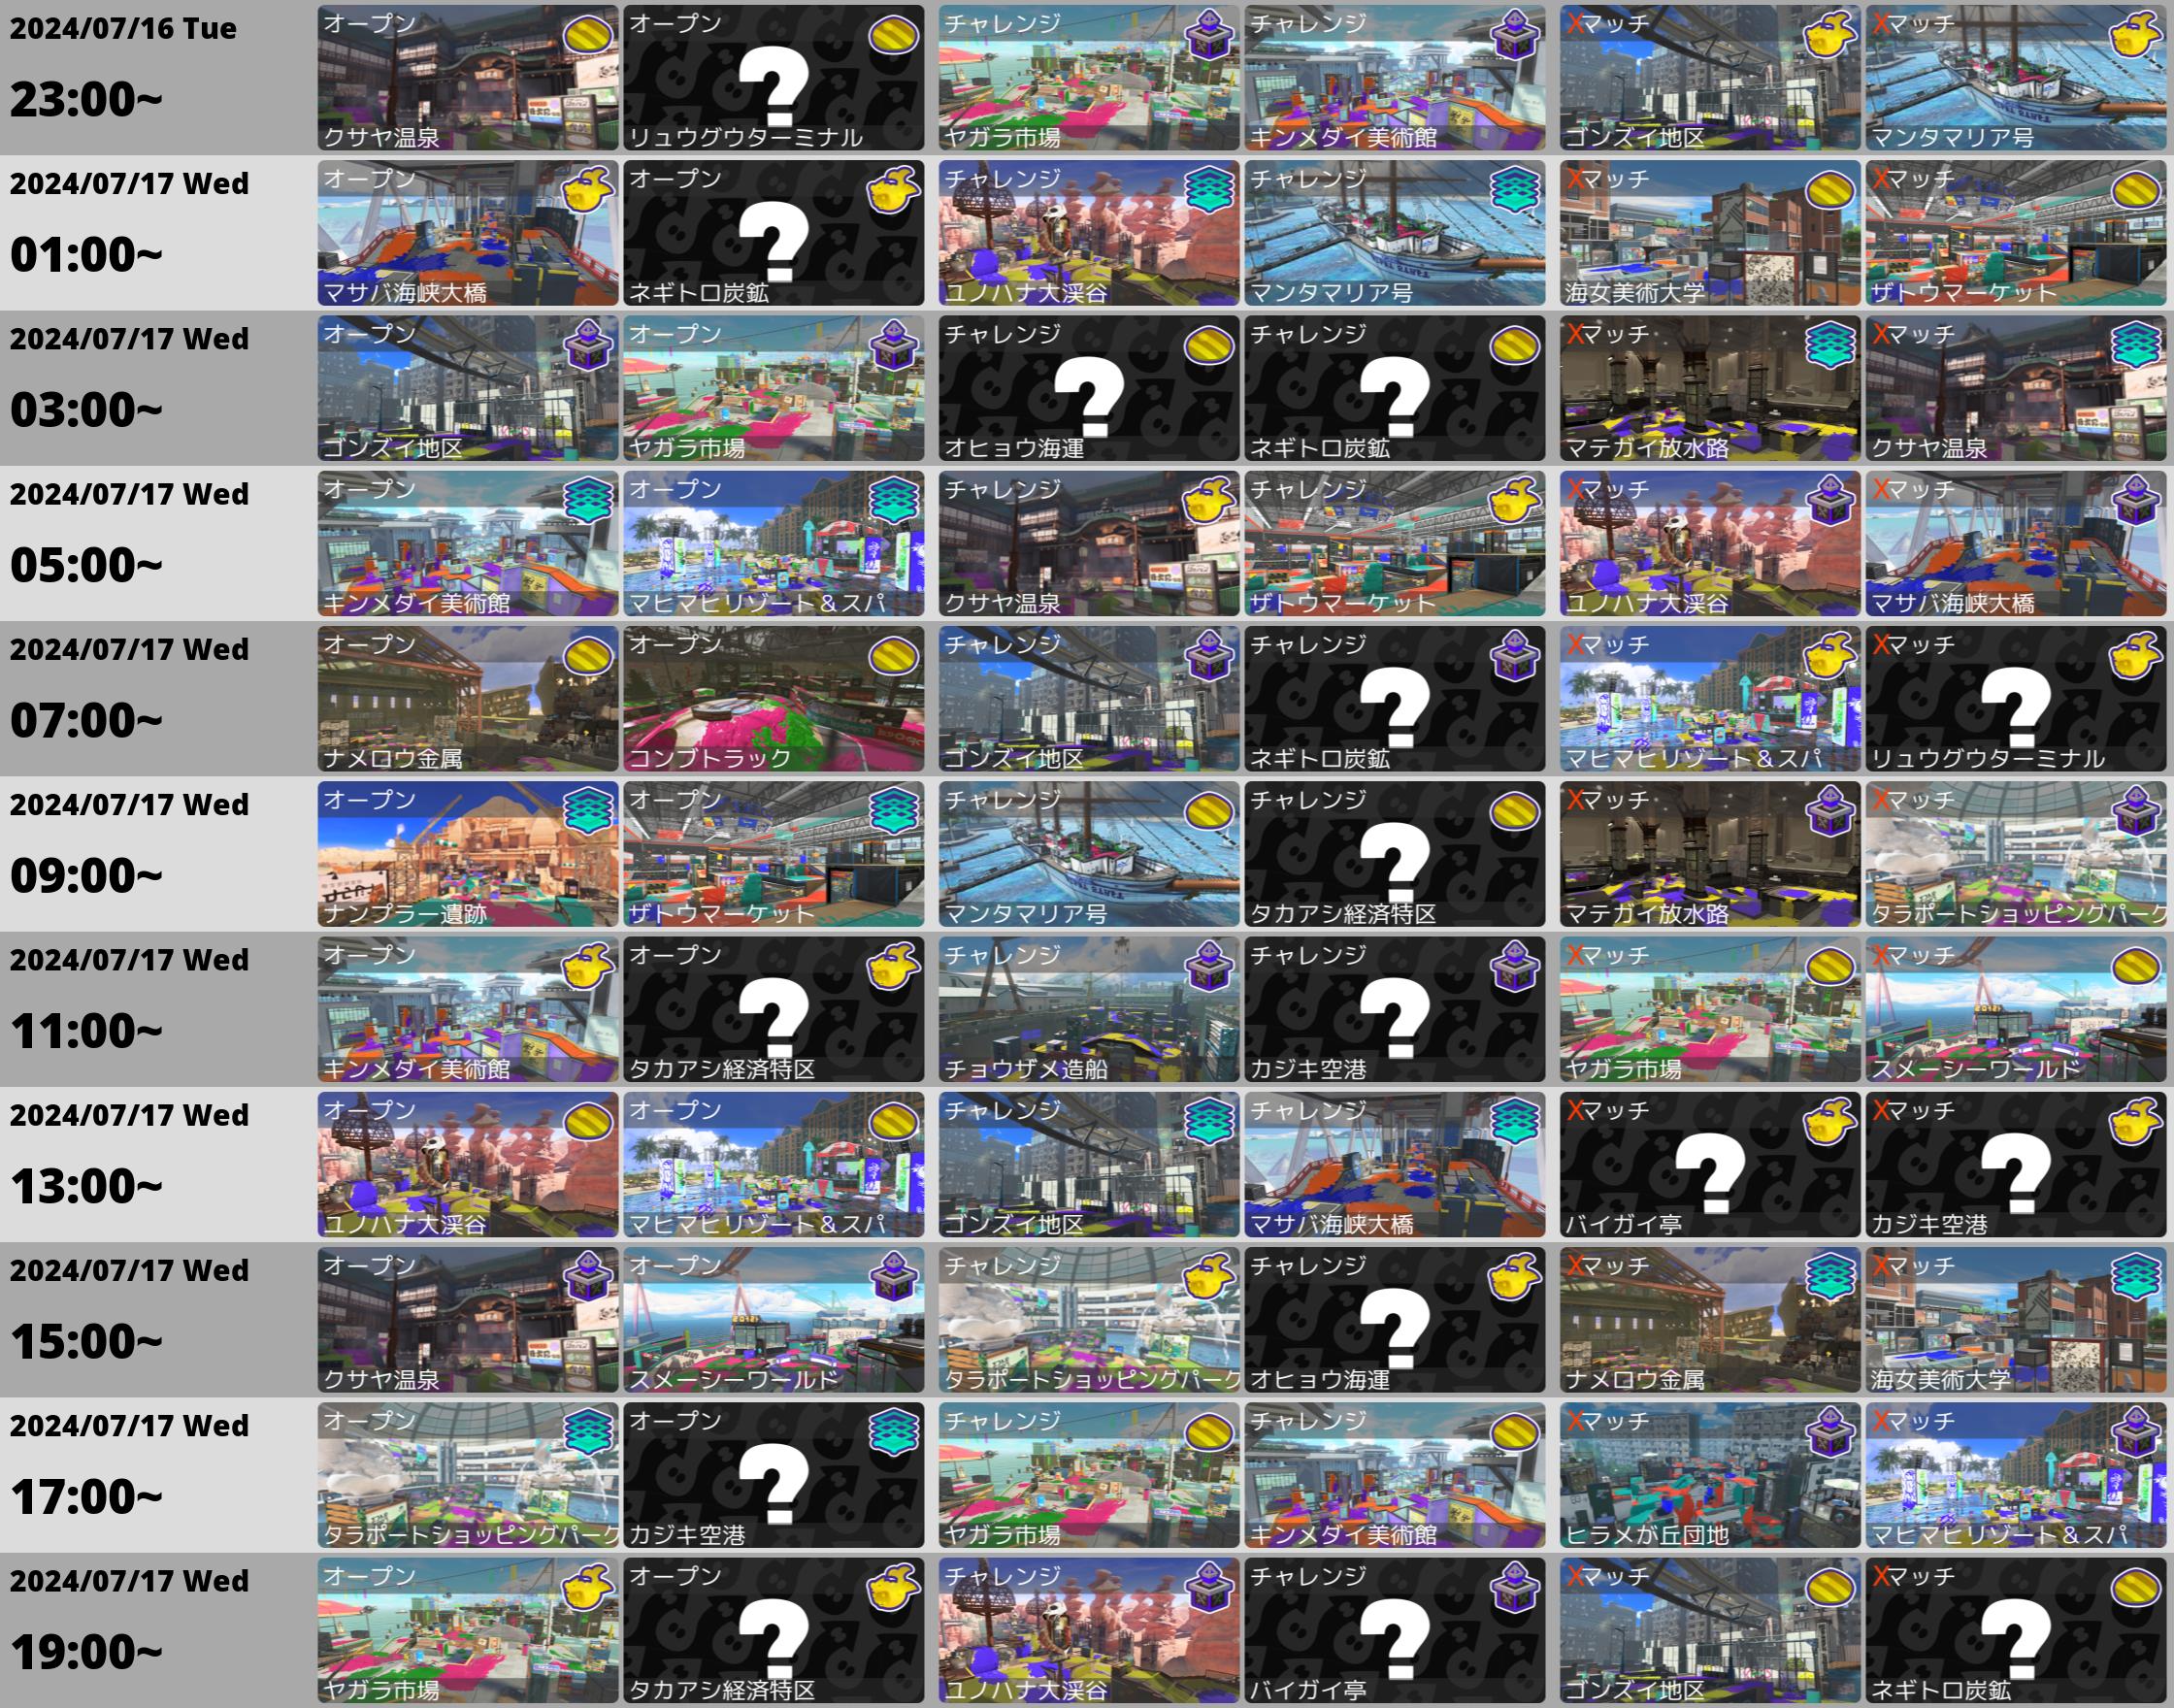 2024/07/16 Tue
23:00~
オープン オープン チャレンジ チャレンジ Xマッチ Xマッチ
クサヤ温泉 リュウグウターミナル ヤガラ市場 キンメダイ美術館 ゴンズイ地区 マンタマリア号
2024/07/17 Wed
01:00~
オープン オープン チャレンジ チャレンジ Xマッチ Xマッチ
マサバ海峡大橋 ネギトロ炭鉱 ユノハナ大渓谷 マンタマリア号 海女美術大学 ザトウマーケット
2024/07/17 Wed
03:00~
オープン オープン チャレンジ チャレンジ Xマッチ Xマッチ
ゴンズイ地区 ヤガラ市場 オヒョウ海運 ネギトロ炭鉱 マテガイ放水路 クサヤ温泉
2024/07/17 Wed
05:00~
オープン オープン チャレンジ チャレンジ Xマッチ Xマッチ
キンメダイ美術館 マヒマヒリゾート＆スパ クサヤ温泉 ザトウマーケット ユノハナ大渓谷 マサバ海峡大橋
2024/07/17 Wed
07:00~
オープン オープン チャレンジ チャレンジ Xマッチ Xマッチ
ナメロウ金属 コンブトラック ゴンズイ地区 ネギトロ炭鉱 マヒマヒリゾート＆スパ リュウグウターミナル
2024/07/17 Wed
09:00~
オープン オープン チャレンジ チャレンジ Xマッチ Xマッチ
ナンプラー遺跡 ザトウマーケット マンタマリア号 タカアシ経済特区 マテガイ放水路 タラポートショッピングパーク
2024/07/17 Wed
11:00~
オープン オープン チャレンジ チャレンジ Xマッチ Xマッチ
キンメダイ美術館 タカアシ経済特区 チョウザメ造船 カジキ空港 ヤガラ市場 スメーシーワールド
2024/07/17 Wed
13:00~
オープン オープン チャレンジ チャレンジ Xマッチ Xマッチ
ユノハナ大渓谷 マヒマヒリゾート＆スパ ゴンズイ地区 マサバ海峡大橋 バイガイ亭 カジキ空港
2024/07/17 Wed
15:00~
オープン オープン チャレンジ チャレンジ Xマッチ Xマッチ
クサヤ温泉 スメーシーワールド タラポートショッピングパーク オヒョウ海運 ナメロウ金属 海女美術大学
2024/07/17 Wed
17:00~
オープン オープン チャレンジ チャレンジ Xマッチ Xマッチ
タラポートショッピングパーク カジキ空港 ヤガラ市場 キンメダイ美術館 ヒラメが丘団地 マヒマヒリゾート＆スパ
2024/07/17 Wed
19:00~
オープン オープン チャレンジ チャレンジ Xマッチ Xマッチ
ヤガラ市場 タカアシ経済特区 ユノハナ大渓谷 バイガイ亭 ゴンズイ地区 ネギトロ炭鉱